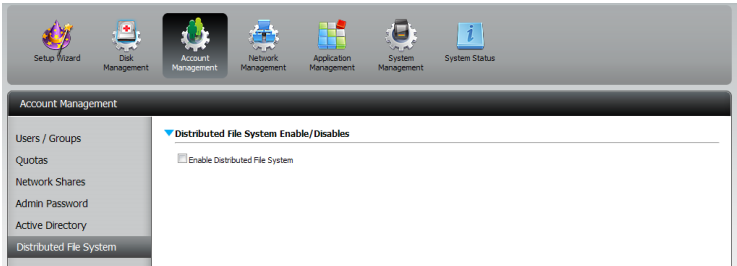 Setup Wizard
Disk
Management
Account
Management
Network
Management
Application
Management
System
Management
System Status
Account Management
Users / Groups
Quotas
Network Shares
Admin Password
Active Directory
Distributed File System
Distributed File System Enable/Disables
Enable Distributed File System